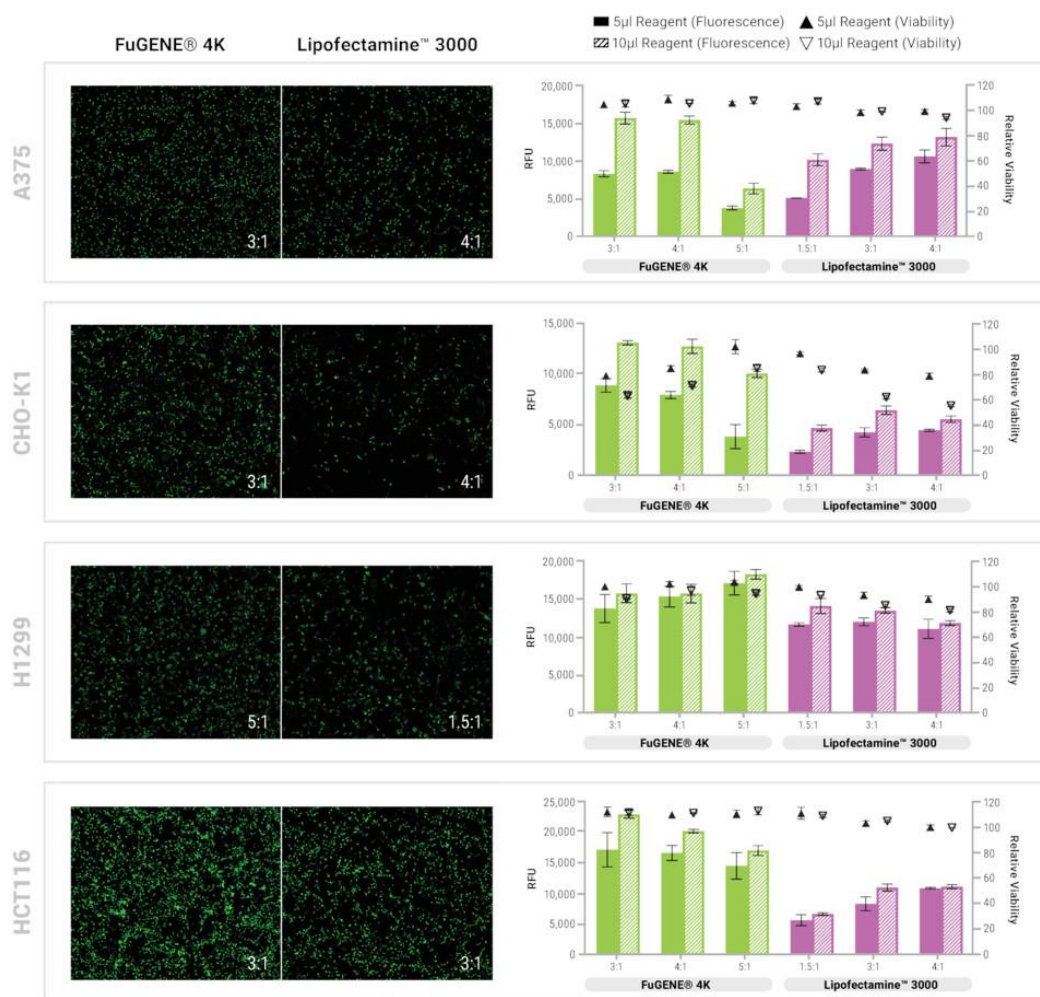 ■ 5µl Reagent (Fluorescence) ▲ 5µl Reagent (Viability)
FuGENE® 4K Lipofectamine™ 3000
10µl Reagent (Fluorescence) ▽ 10µl Reagent (Viability)
A375
3:1
4:1
RFU
20,000
15,000
10,000
5,000
0
120
100
80
60
40
20
0
Relative Viability
3:1 4:1 5:1 1.5:1 3:1 4:1
FuGENE® 4K Lipofectamine™ 3000
CHO-K1
3:1
4:1
RFU
15,000
10,000
5,000
0
120
100
80
60
40
20
0
Relative Viability
3:1 4:1 5:1 1.5:1 3:1 4:1
FuGENE® 4K Lipofectamine™ 3000
H1299
5:1
1.5:1
RFU
20,000
15,000
10,000
5,000
0
120
100
80
60
40
20
0
Relative Viability
3:1 4:1 5:1 1.5:1 3:1 4:1
FuGENE® 4K Lipofectamine™ 3000
HCT116
3:1
3:1
RFU
25,000
20,000
15,000
10,000
5,000
0
120
100
80
60
40
20
0
Relative Viability
3:1 4:1 5:1 1.5:1 3:1 4:1
FuGENE® 4K Lipofectamine™ 3000